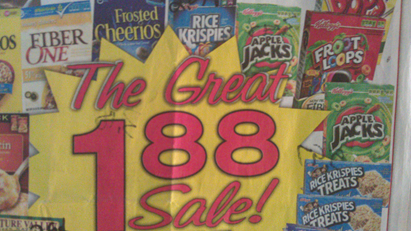 OS
FIBER
ONE
Frosted
Cheerios
RICE
KRISPIES
APPLE
JACKS
FROOT
LOOPS
The Great
188
Sale!
APPLE
JACKS
RICE KRISPIES
TREATS
RICE KRISPIES
TREATS